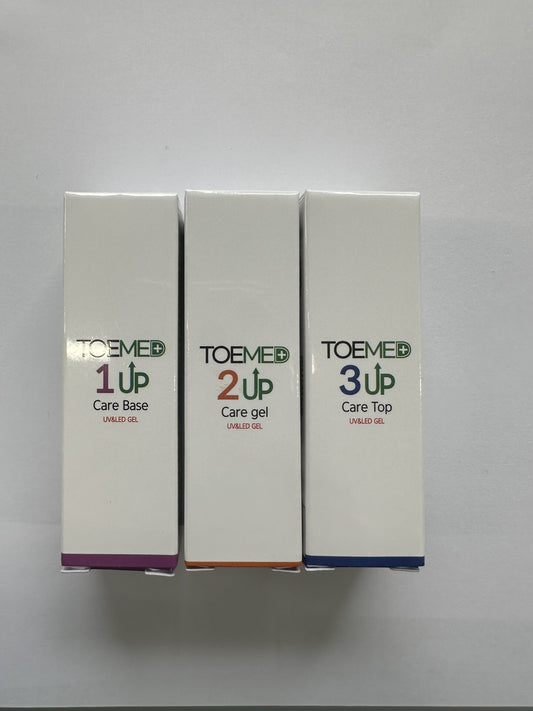 TOEMED
1 UP
Care Base
UV&LED GEL
TOEMED
2 UP
Care gel
UV&LED GEL
TOEMED
3 UP
Care Top
UV&LED GEL